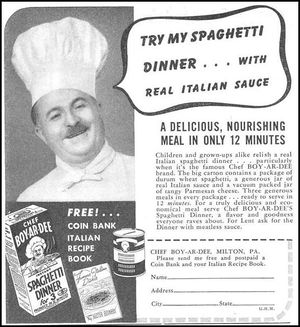 TRY MY SPAGHETTI
DINNER . . . WITH
REAL ITALIAN SAUCE
A DELICIOUS, NOURISHING
MEAL IN ONLY 12 MINUTES
Children and grown-ups alike relish a real
Italian spaghetti dinner . . . . particularly
when it's the famous Chef BOY-AR-DEE
brand. The big carton contains a package of
durum wheat spaghetti, a generous jar of
real Italian sauce and a vacuum packed jar
of tangy Parmesan cheese. Three generous
meals in every package . . . ready to serve in
12 minutes. For a truly delicious and eco-
nomical meal serve Chef BOY-AR-DEE'S
Spaghetti Dinner, a flavor and goodness
everyone raves about. For Lent ask for the
Dinner with meatless sauce.
FREE!...
COIN BANK
ITALIAN
RECIPE
BOOK
CHEF
BOY-AR-DEE
SPAGHETTI
DINNER
for 3
CHEF BOY-AR-DEE, MILTON, PA.
Please send me free and postpaid a
Coin Bank and your Italian Recipe Book.
Name
Address
City
State